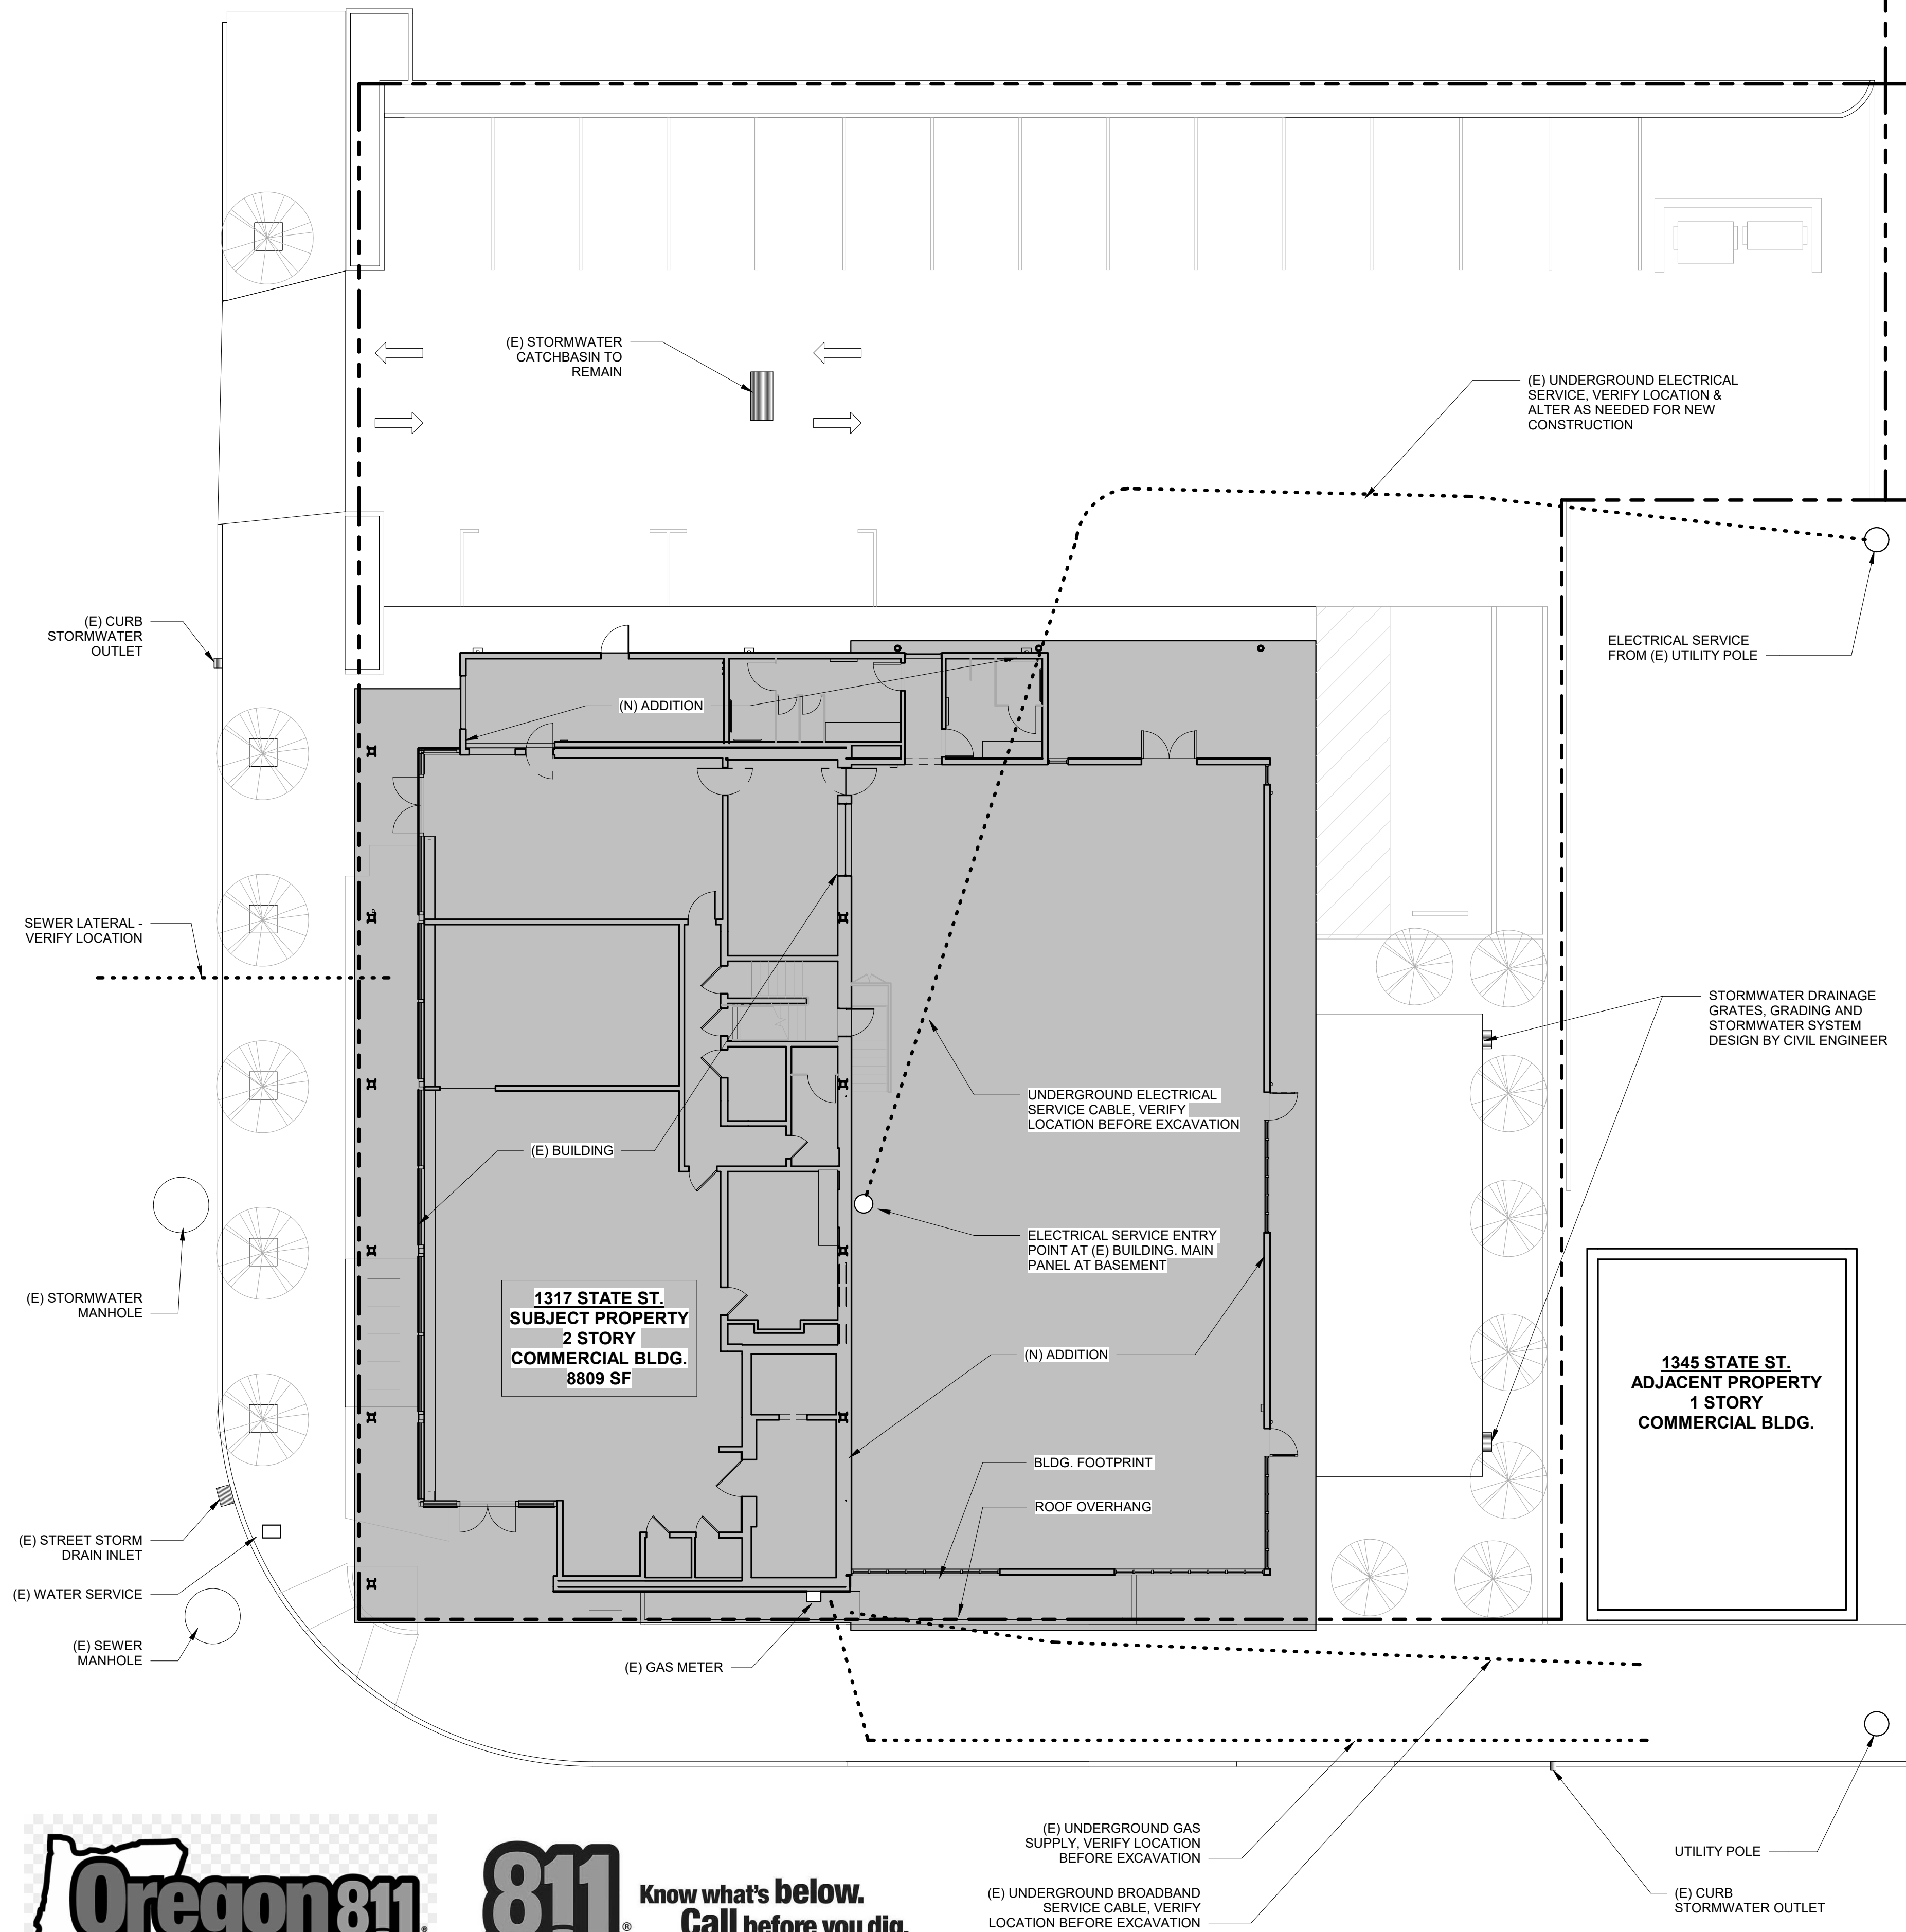 (E) STORMWATER
CATCHBASIN TO
REMAIN
(E) UNDERGROUND ELECTRICAL
SERVICE, VERIFY LOCATION &
ALTER AS NEEDED FOR NEW
CONSTRUCTION
(E) CURB
STORMWATER
OUTLET
ELECTRICAL SERVICE
FROM (E) UTILITY POLE
(N) ADDITION
SEWER LATERAL -
VERIFY LOCATION
STORMWATER DRAINAGE
GRATES, GRADING AND
STORMWATER SYSTEM
DESIGN BY CIVIL ENGINEER
UNDERGROUND ELECTRICAL
SERVICE CABLE, VERIFY
LOCATION BEFORE EXCAVATION
(E) BUILDING
ELECTRICAL SERVICE ENTRY
POINT AT (E) BUILDING. MAIN
PANEL AT BASEMENT
(E) STORMWATER
MANHOLE
1317 STATE ST.
SUBJECT PROPERTY
2 STORY
COMMERCIAL BLDG.
8809 SF
(N) ADDITION
1345 STATE ST.
ADJACENT PROPERTY
1 STORY
COMMERCIAL BLDG.
BLDG. FOOTPRINT
ROOF OVERHANG
(E) STREET STORM
DRAIN INLET
(E) WATER SERVICE
(E) SEWER
MANHOLE
(E) GAS METER
(E) UNDERGROUND GAS
SUPPLY, VERIFY LOCATION
BEFORE EXCAVATION
UTILITY POLE
(E) UNDERGROUND BROADBAND
SERVICE CABLE, VERIFY
LOCATION BEFORE EXCAVATION
(E) CURB
STORMWATER OUTLET
Oregon 811®
811®
Know what's below.
Call before you dig.